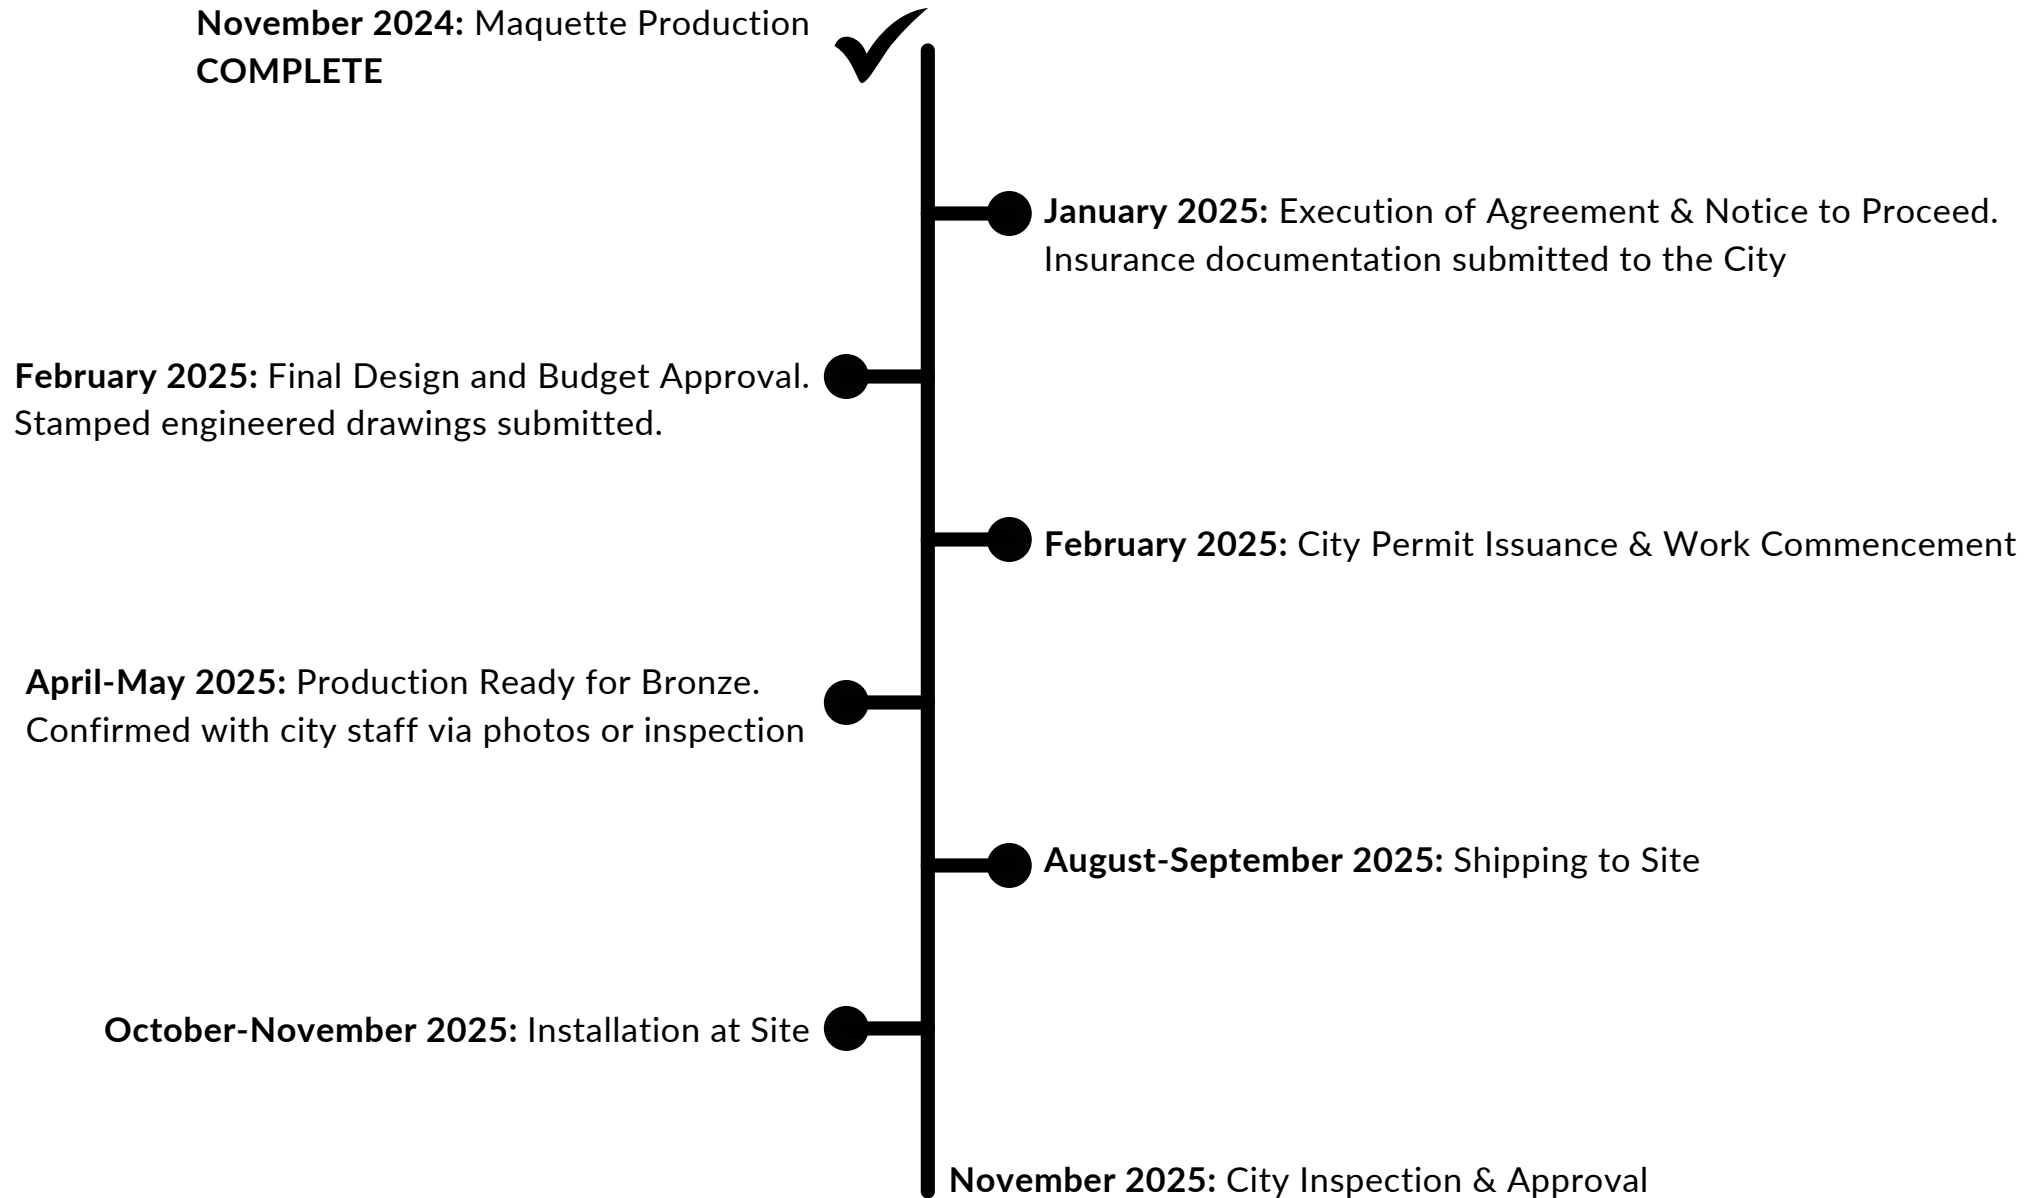 November 2024: Maquette Production
COMPLETE
January 2025: Execution of Agreement & Notice to Proceed.
Insurance documentation submitted to the City
February 2025: Final Design and Budget Approval.
Stamped engineered drawings submitted.
February 2025: City Permit Issuance & Work Commencement
April-May 2025: Production Ready for Bronze.
Confirmed with city staff via photos or inspection
August-September 2025: Shipping to Site
October-November 2025: Installation at Site
November 2025: City Inspection & Approval